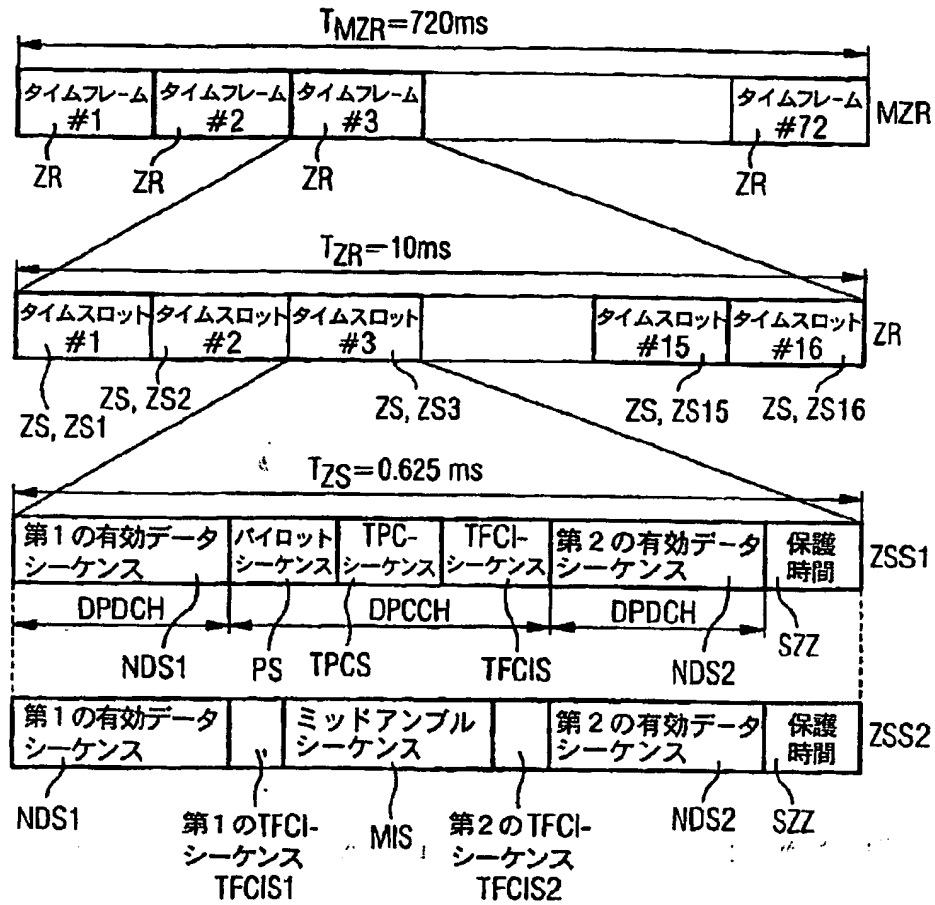 TMZR=720ms
タイムフレーム #1
タイムフレーム #2
タイムフレーム #3
タイムフレーム #72
MZR
ZR
ZR
ZR
ZR
TZR=10ms
タイムスロット #1
タイムスロット #2
タイムスロット #3
タイムスロット #15
タイムスロット #16
ZR
ZS, ZS1
ZS, ZS2
ZS, ZS3
ZS, ZS15
ZS, ZS16
TZS=0.625 ms
第1の有効データ
シーケンス
パイロット
シーケンス
TPC-
シーケンス
TFCI-
シーケンス
第2の有効データ
シーケンス
保護
時間
ZSS1
DPDCH
DPCCH
DPDCH
NDS1
PS
TPCS
TFCIS
NDS2
SZZ
第1の有効データ
シーケンス
ミッドアンブル
シーケンス
第2の有効データ
シーケンス
保護
時間
ZSS2
NDS1
第1のTFCI-
シーケンス
TFCIS1
MIS
第2のTFCI-
シーケンス
TFCIS2
NDS2
SZZ